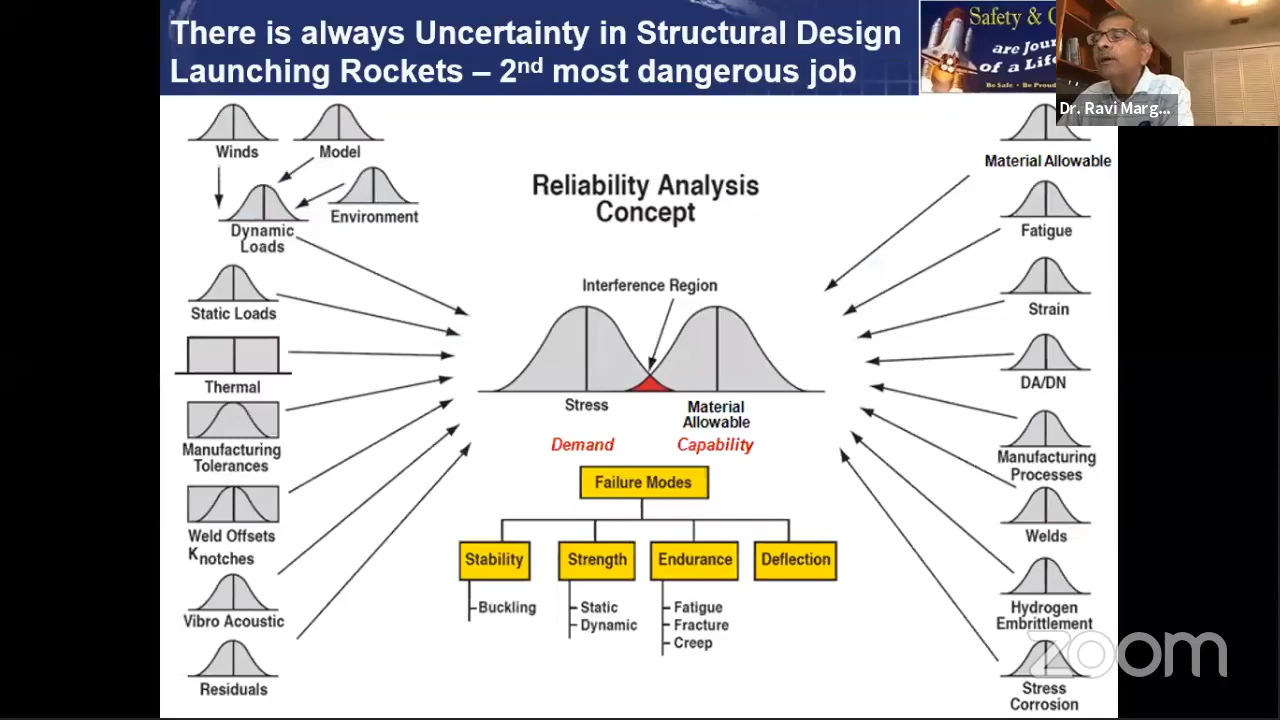 There is always Uncertainty in Structural Design
Launching Rockets – 2nd most dangerous job
Safety &
are Jour
of a Life
Be Safe • Be Proud
Dr. Ravi Marg...
Winds
Model
Environment
Dynamic
Loads
Static Loads
Thermal
Manufacturing
Tolerances
Weld Offsets
K notches
Vibro Acoustic
Residuals
Reliability Analysis
Concept
Interference Region
Stress
Material
Allowable
Demand
Capability
Failure Modes
Stability
Strength
Endurance
Deflection
Buckling
Static
Dynamic
Fatigue
Fracture
Creep
Material Allowable
Fatigue
Strain
DA/DN
Manufacturing
Processes
Welds
Hydrogen
Embrittlement
Stress
Corrosion
zoom